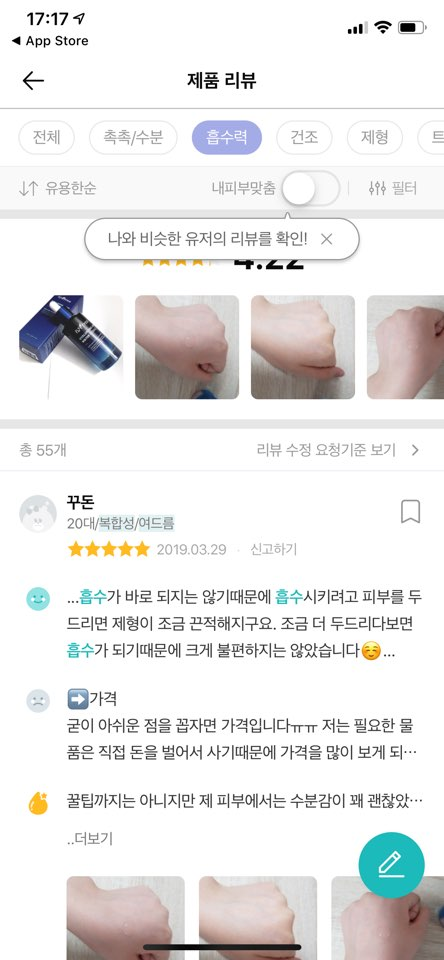 17:17
◀ App Store
제품 리뷰
전체
촉촉/수분
흡수력
건조
제형
유용한순
내피부맞춤
필터
나와 비슷한 유저의 리뷰를 확인!
4.22
총 55개
리뷰 수정 요청기준 보기
꾸돈
20대/복합성/여드름
2019.03.29 · 신고하기
...흡수가 바로 되지는 않기때문에 흡수시키려고 피부를 두
드리면 제형이 조금 끈적해지구요. 조금 더 두드리다보면
흡수가 되기때문에 크게 불편하지는 않았습니다☺️...
➡️가격
굳이 아쉬운 점을 꼽자면 가격입니다ㅠㅠ 저는 필요한 물
품은 직접 돈을 벌어서 사기때문에 가격을 많이 보게 되…
꿀팁까지는 아니지만 제 피부에서는 수분감이 꽤 괜찮았…
..더보기